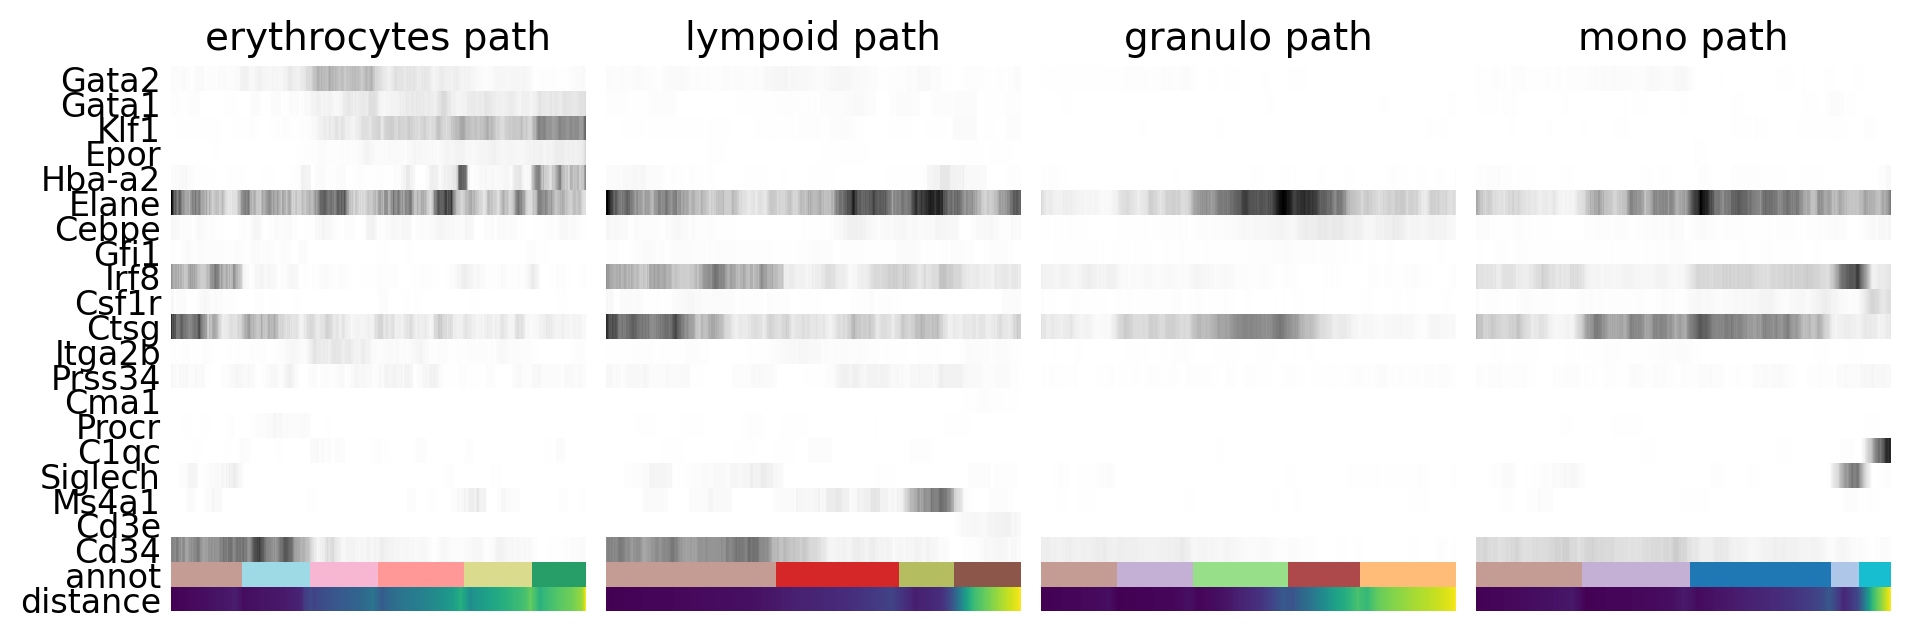 erythrocytes path
lympoid path
granulo path
mono path
Gata2
Gata1
Klf1
Epor
Hba-a2
Elane
Cebpe
Gfi1
Irf8
Csf1r
Ctsg
Itga2b
Prss34
Cma1
Procr
C1qc
Siglech
Ms4a1
Cd3e
Cd34
annot
distance